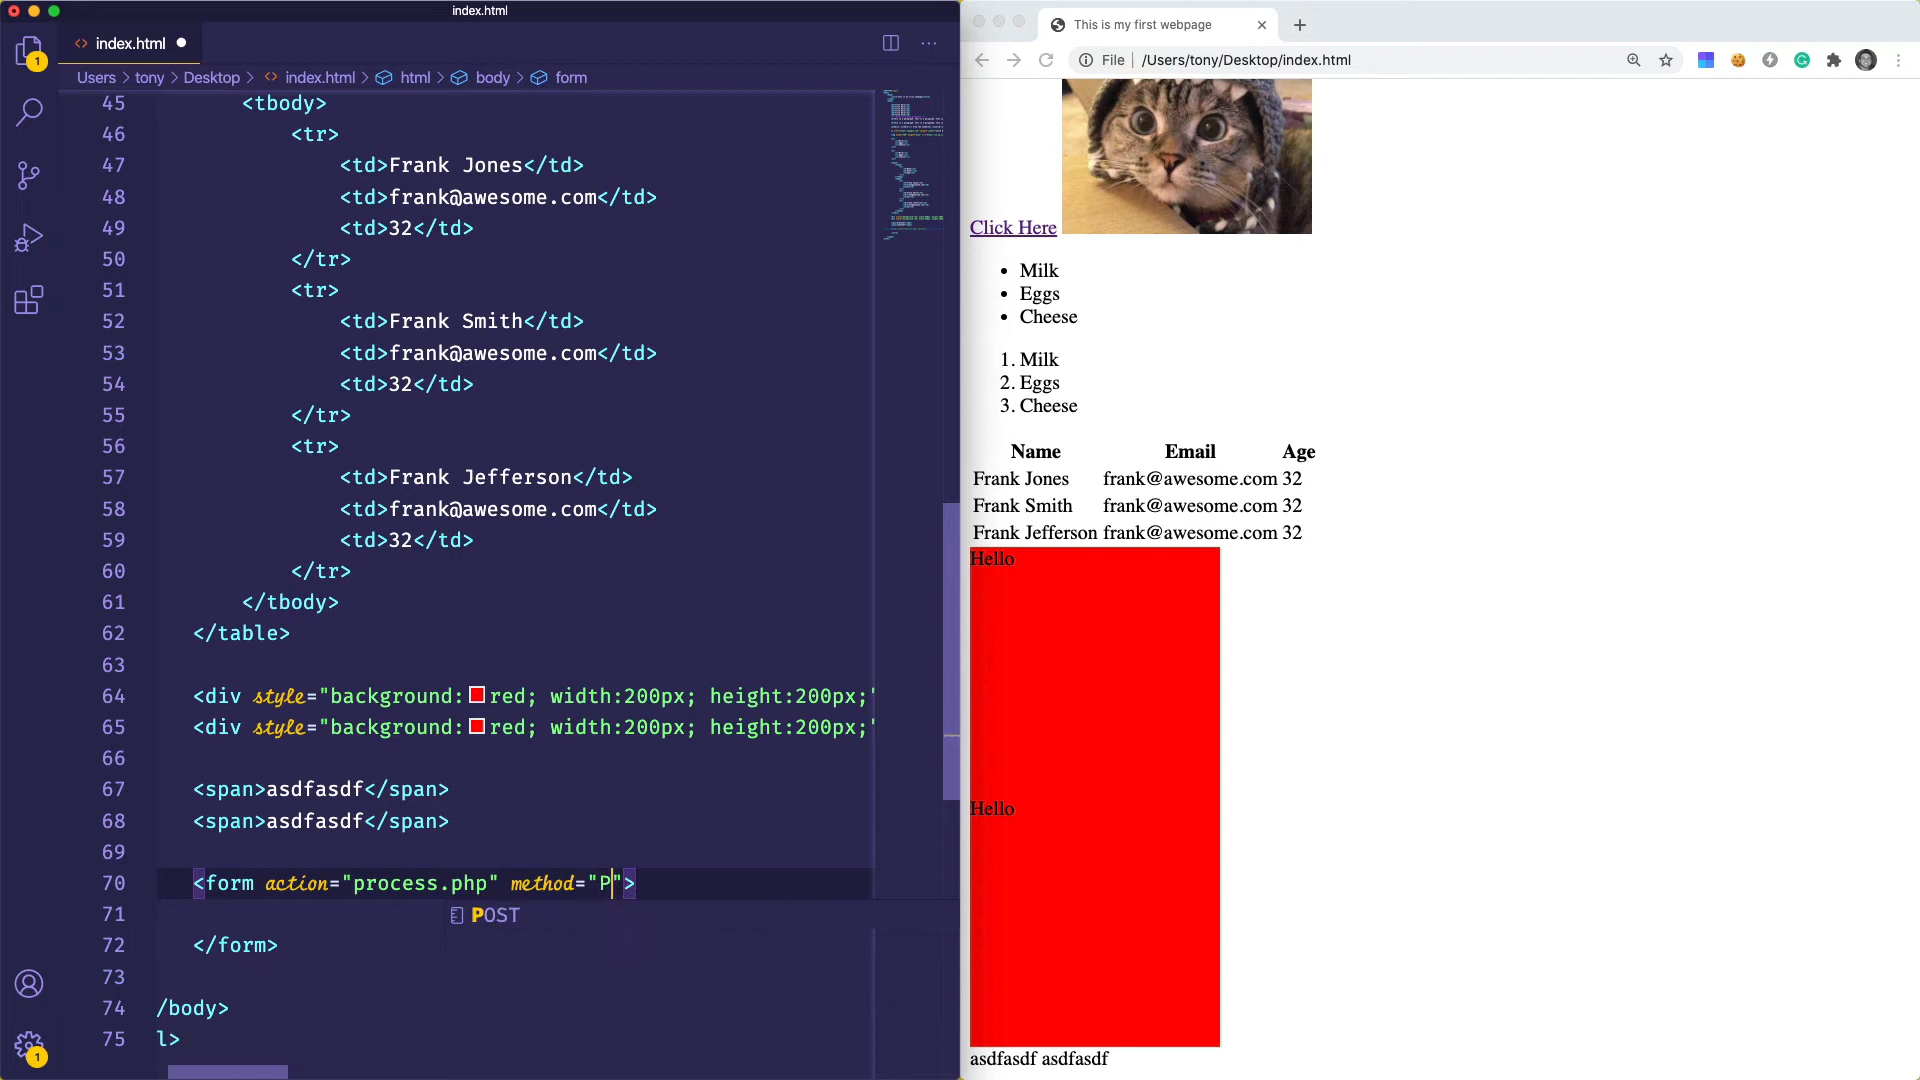 index.html
index.html
Users > tony > Desktop > index.html > html > body > form
45 <tbody>
46 <tr>
47 <td>Frank Jones</td>
48 <td>frank@awesome.com</td>
49 <td>32</td>
50 </tr>
51 <tr>
52 <td>Frank Smith</td>
53 <td>frank@awesome.com</td>
54 <td>32</td>
55 </tr>
56 <tr>
57 <td>Frank Jefferson</td>
58 <td>frank@awesome.com</td>
59 <td>32</td>
60 </tr>
61 </tbody>
62 </table>
63
64 <div style="background:red; width:200px; height:200px;"
65 <div style="background:red; width:200px; height:200px;"
66
67 <span>asdfasdf</span>
68 <span>asdfasdf</span>
69
70 <form action="process.php" method="P">
POST
71
72 </form>
73
74 /body>
75 l>
1
1
This is my first webpage
File | /Users/tony/Desktop/index.html
Click Here
• Milk
• Eggs
• Cheese
1. Milk
2. Eggs
3. Cheese
Name Email Age
Frank Jones frank@awesome.com 32
Frank Smith frank@awesome.com 32
Frank Jefferson frank@awesome.com 32
Hello
Hello
asdfasdf asdfasdf